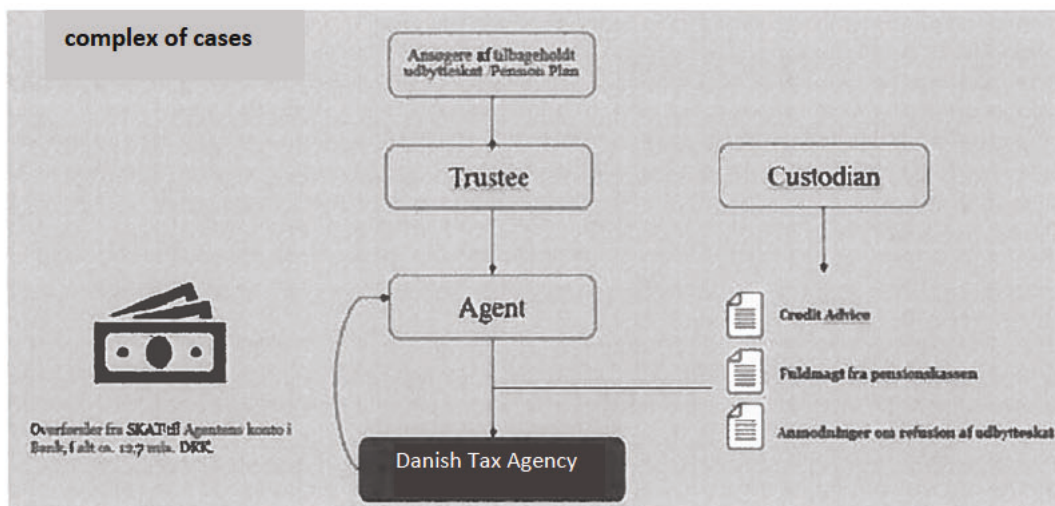 complex of cases
Ansøgere af tilbageholdt
udbytteskat /Pension Plan
Trustee
Custodian
Agent
Credit Advice
Fuldmagt fra pensionskassen
Anmodninger om refusion af udbytteskat
Overførsler fra SKAT til Agentens konto i
Bank, f alt ca. 12,7 mia. DKK.
Danish Tax Agency